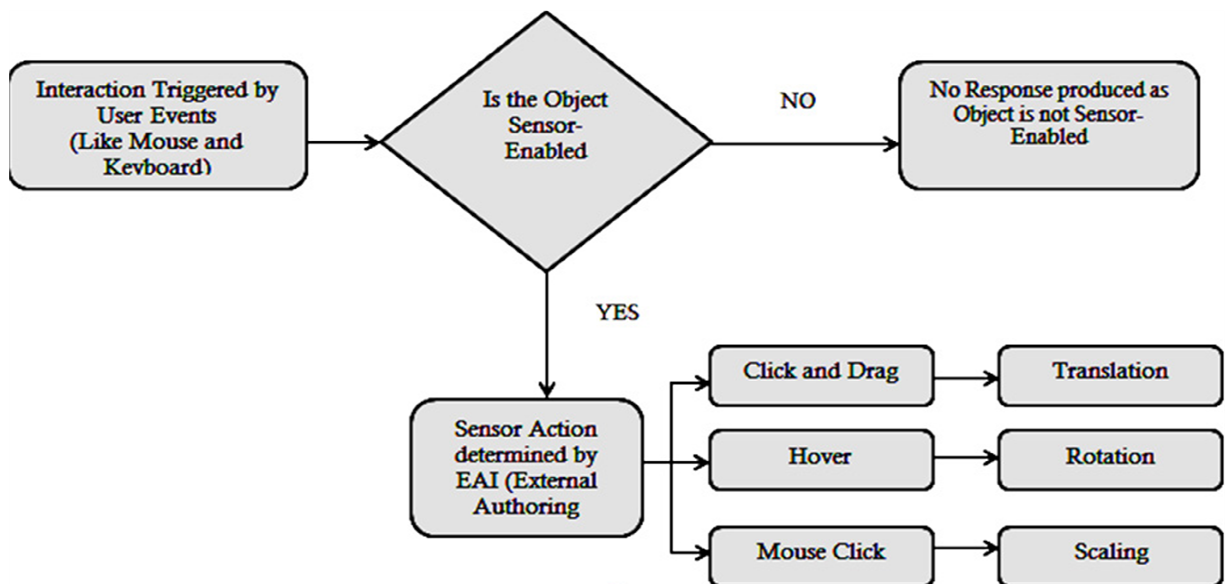 Interaction Triggered by
User Events
(Like Mouse and
Keyboard)
Is the Object
Sensor-
Enabled
NO
No Response produced as
Object is not Sensor-
Enabled
YES
Sensor Action
determined by
EAI (External
Authoring
Click and Drag
Translation
Hover
Rotation
Mouse Click
Scaling